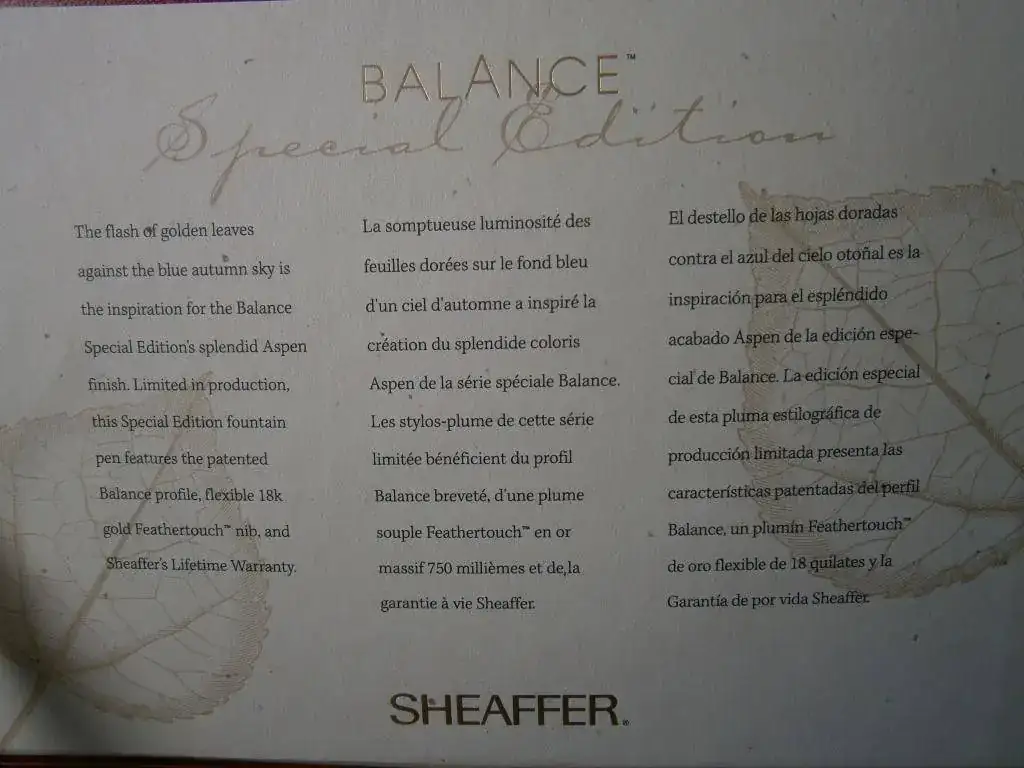 BALANCE™
Special Edition
The flash of golden leaves
against the blue autumn sky is
the inspiration for the Balance
Special Edition's splendid Aspen
finish. Limited in production,
this Special Edition fountain
pen features the patented
Balance profile, flexible 18k
gold Feathertouch™ nib, and
Sheaffer's Lifetime Warranty.
La somptueuse luminosité des
feuilles dorées sur le fond bleu
d'un ciel d'automne a inspiré la
création du splendide coloris
Aspen de la série spéciale Balance.
Les stylos-plume de cette série
limitée bénéficient du profil
Balance breveté, d'une plume
souple Feathertouch™ en or
massif 750 millièmes et de la
garantie à vie Sheaffer.
El destello de las hojas doradas
contra el azul del cielo otoñal es la
inspiración para el espléndido
acabado Aspen de la edición espe-
cial de Balance. La edición especial
de esta pluma estilográfica de
producción limitada presenta las
características patentadas del perfil
Balance, un plumín Feathertouch™
de oro flexible de 18 quilates y la
Garantía de por vida Sheaffer.
SHEAFFER®